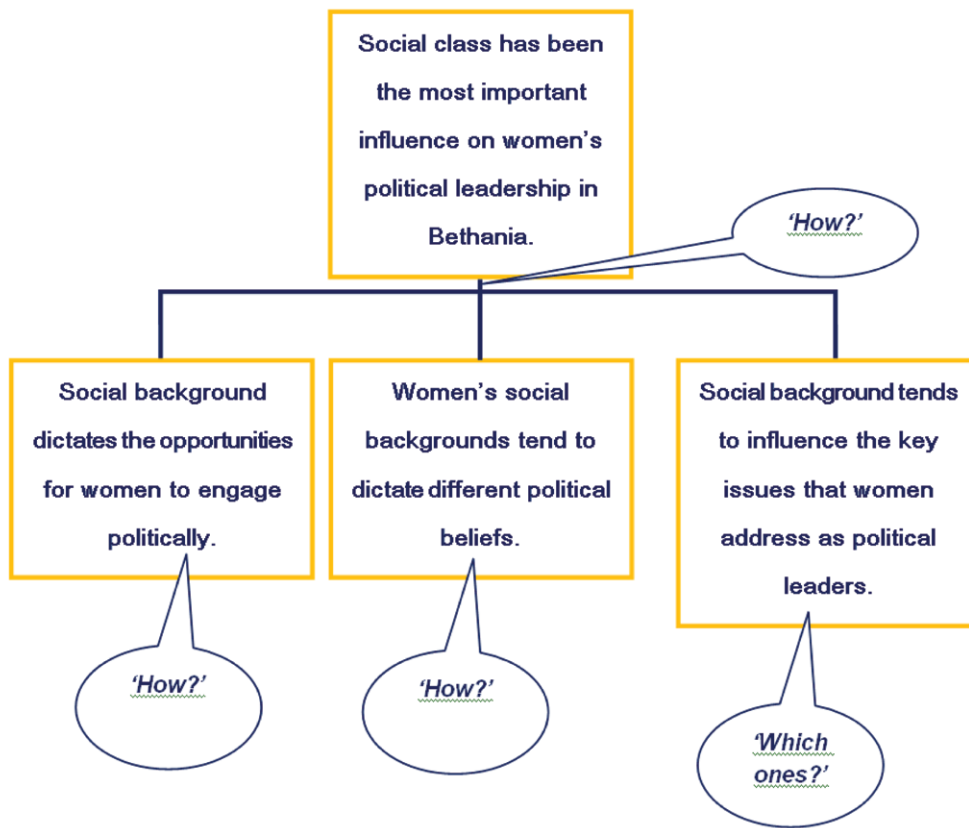 Social class has been
the most important
influence on women's
political leadership in
Bethania.
'How?'
Social background
dictates the opportunities
for women to engage
politically.
Women's social
backgrounds tend to
dictate different political
beliefs.
Social background tends
to influence the key
issues that women
address as political
leaders.
'How?'
'How?'
'Which
ones?'